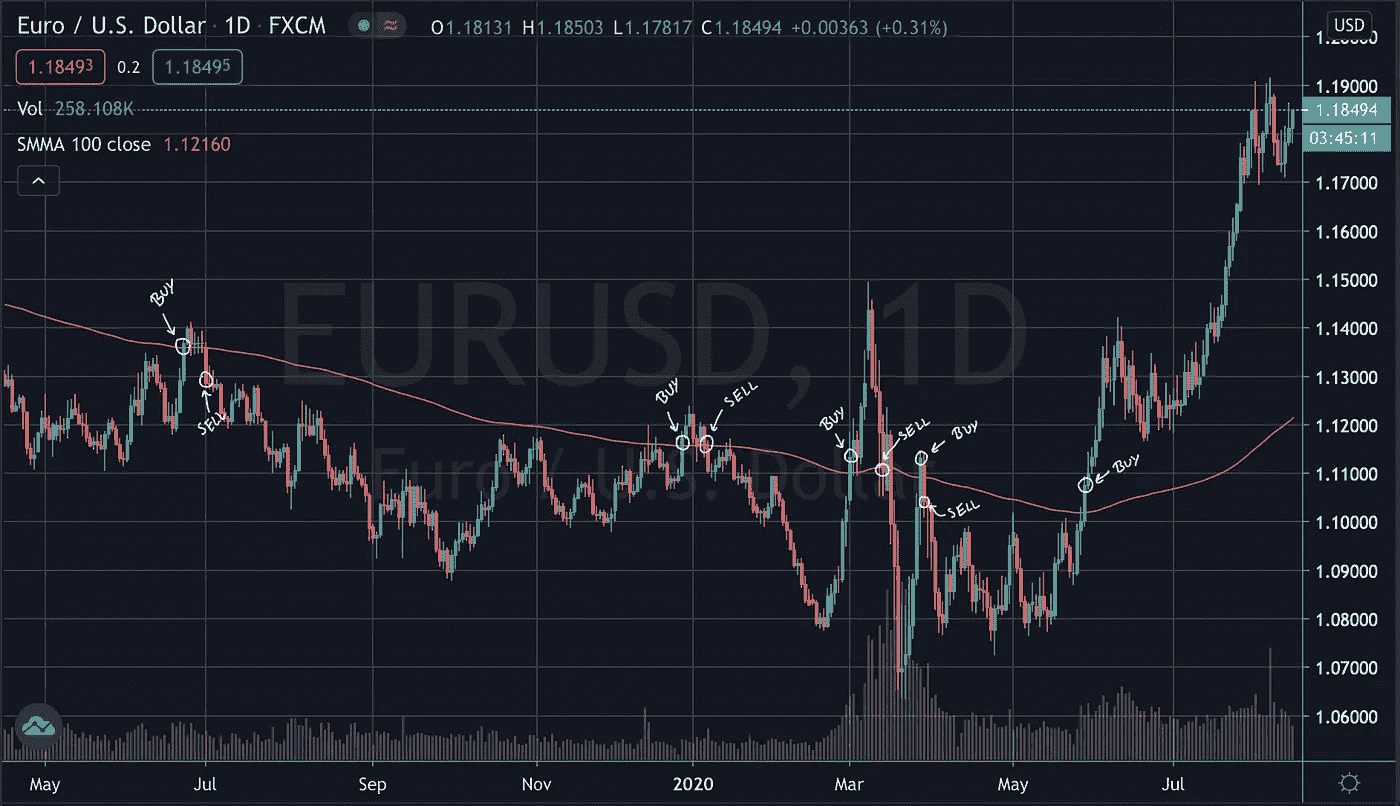 Euro / U.S. Dollar · 1D · FXCM O1.18131 H1.18503 L1.17817 C1.18494 +0.00363 (+0.31%)
USD
1.18493 0.2 1.18495
Vol 258.108K
SMMA 100 close 1.12160
EURUSD, 1D
Euro / U.S. Dollar
BUY
SELL
BUY
SELL
BUY
SELL
BUY
SELL
BUY
1.19000
1.18494
03:45:11
1.17000
1.16000
1.15000
1.14000
1.13000
1.12000
1.11000
1.10000
1.09000
1.08000
1.07000
1.06000
May Jul Sep Nov 2020 Mar May Jul